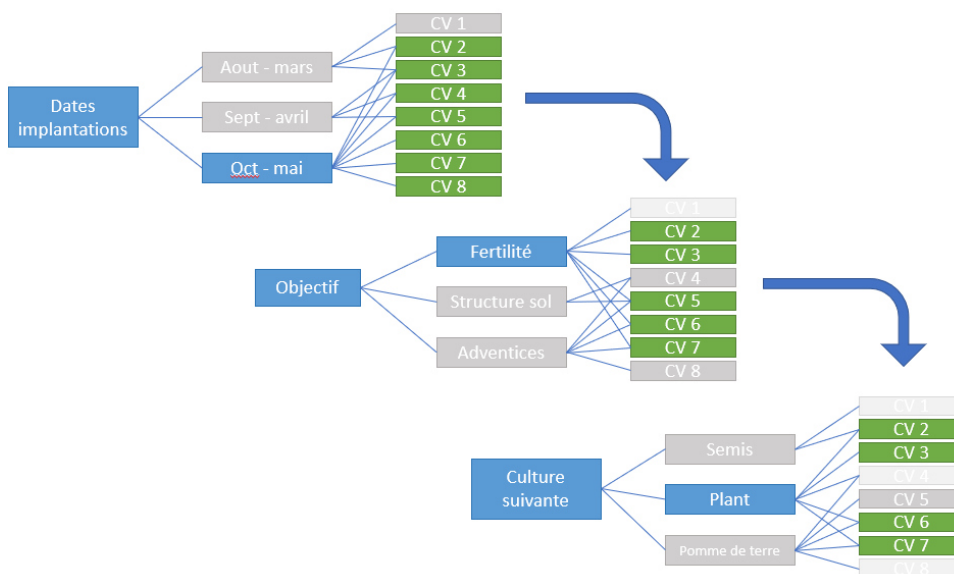 Dates
implantations
Aout - mars
Sept - avril
Oct - mai
CV 1
CV 2
CV 3
CV 4
CV 5
CV 6
CV 7
CV 8
Objectif
Fertilité
Structure sol
Adventices
CV 1
CV 2
CV 3
CV 4
CV 5
CV 6
CV 7
CV 8
Culture
suivante
Semis
Plant
Pomme de terre
CV 1
CV 2
CV 3
CV 4
CV 5
CV 6
CV 7
CV 8